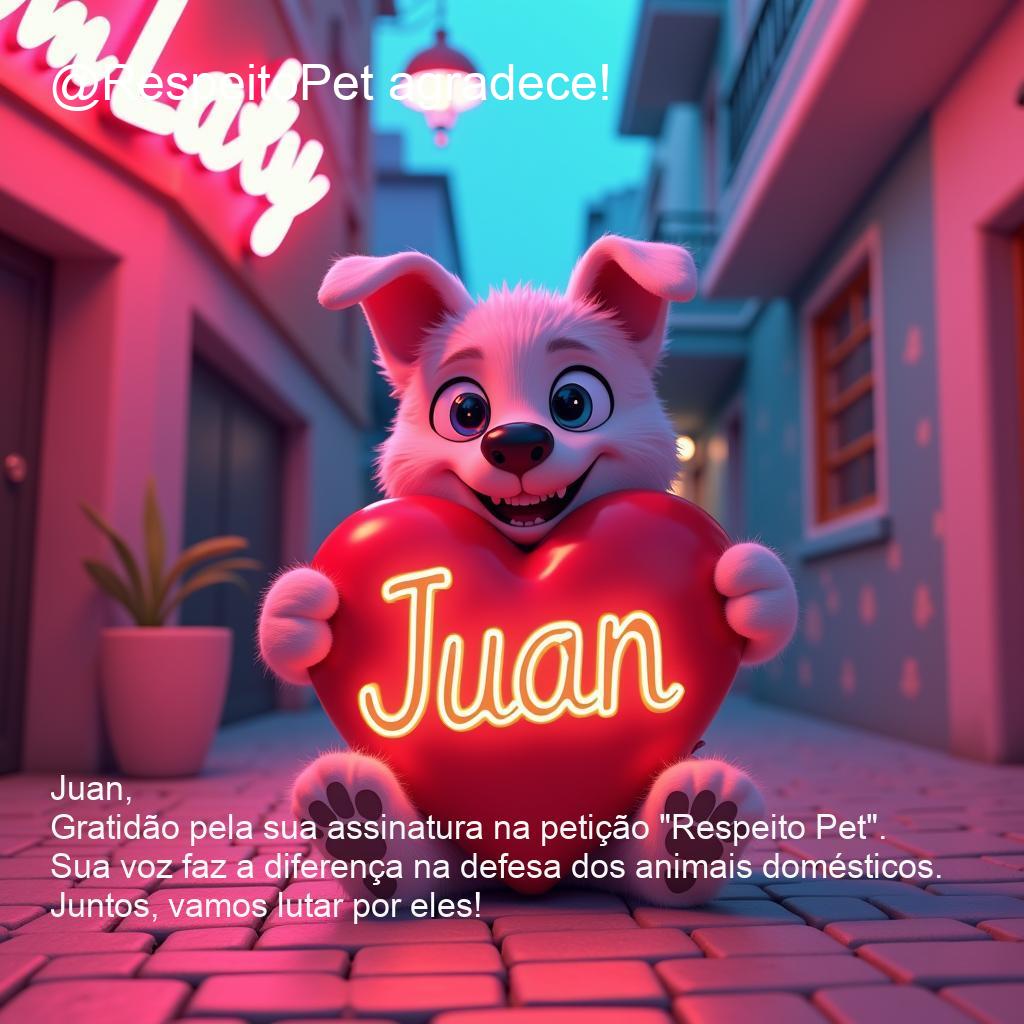 @RespeitoPet agradece!
Juan
Juan,
Gratidão pela sua assinatura na petição "Respeito Pet".
Sua voz faz a diferença na defesa dos animais domésticos.
Juntos, vamos lutar por eles!